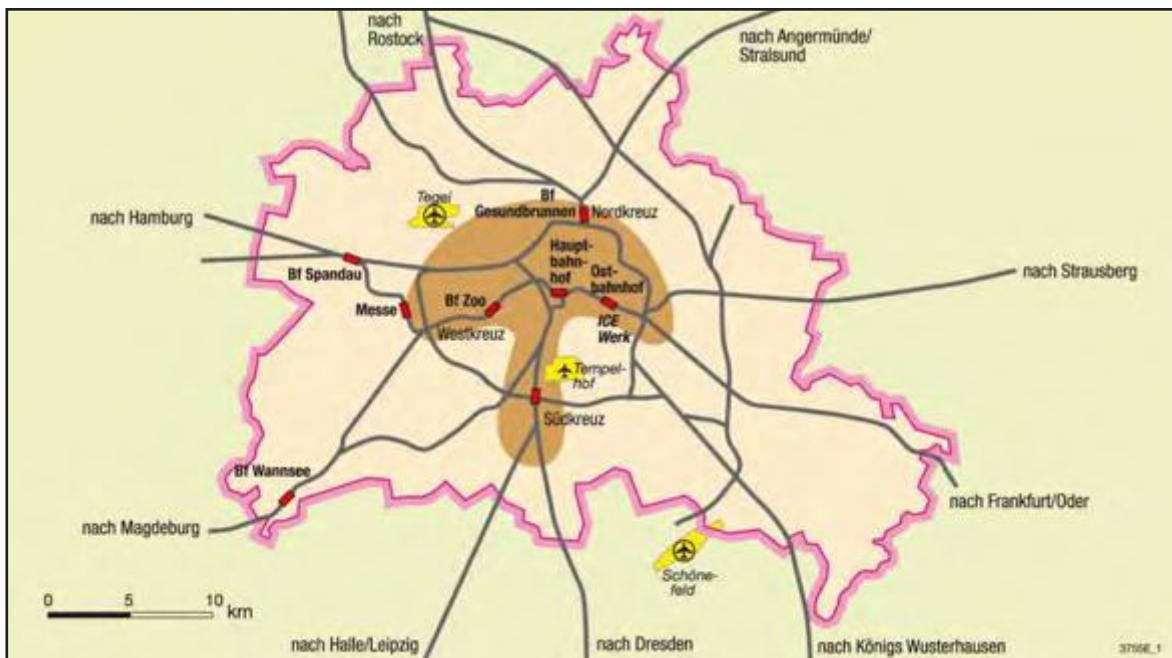 nach
Rostock
nach Angermünde/
Stralsund
Tegel
Bf
Gesundbrunnen
Nordkreuz
nach Hamburg
Haupt-
bahn-
hof
Ost-
bahnhof
nach Strausberg
Bf Spandau
Messe
Bf Zoo
Westkreuz
ICE
Werk
Tempel-
hof
Südkreuz
Bf Wannsee
nach Magdeburg
nach Frankfurt/Oder
Schöne-
feld
0 5 10 km
nach Halle/Leipzig
nach Dresden
nach Königs Wusterhausen
3755E_1